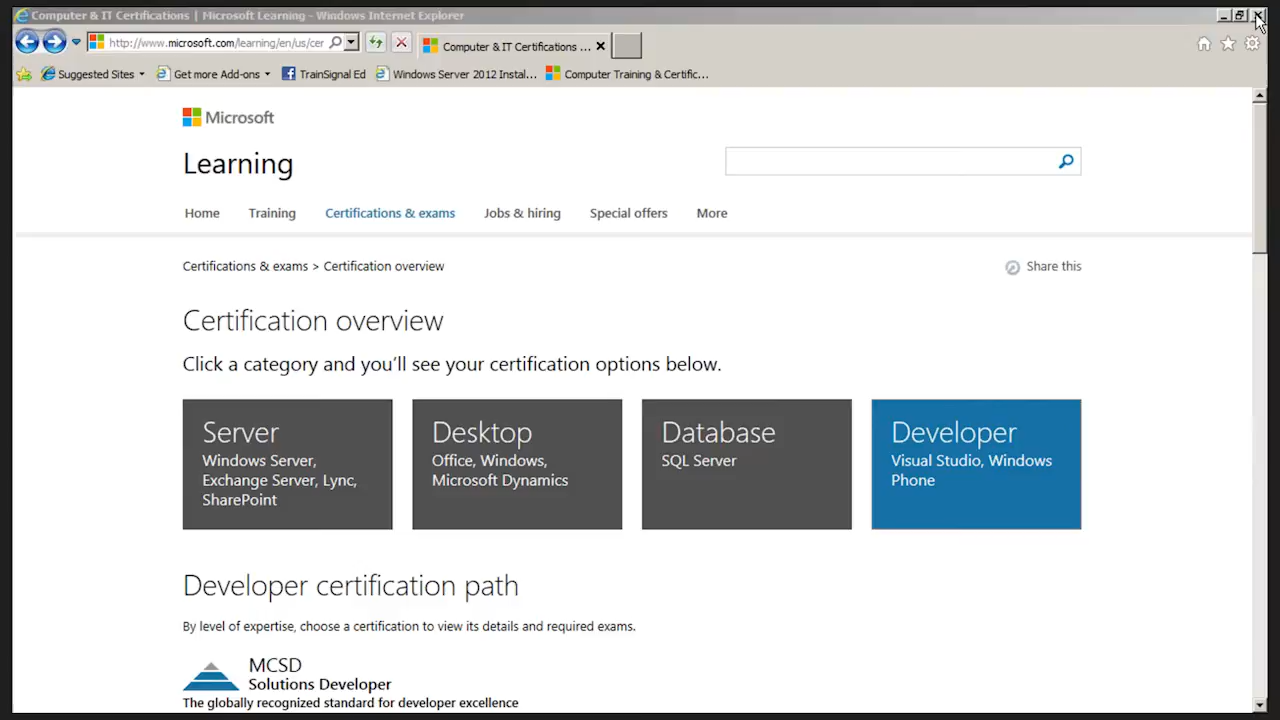 Computer & IT Certifications | Microsoft Learning - Windows Internet Explorer
http://www.microsoft.com/learning/en/us/cer
Computer & IT Certifications ...
Suggested Sites
Get more Add-ons
TrainSignal Ed
Windows Server 2012 Instal...
Computer Training & Certific...
Microsoft
Learning
Home
Training
Certifications & exams
Jobs & hiring
Special offers
More
Certifications & exams > Certification overview
Share this
Certification overview
Click a category and you'll see your certification options below.
Server
Windows Server,
Exchange Server, Lync,
SharePoint
Desktop
Office, Windows,
Microsoft Dynamics
Database
SQL Server
Developer
Visual Studio, Windows
Phone
Developer certification path
By level of expertise, choose a certification to view its details and required exams.
MCSD
Solutions Developer
The globally recognized standard for developer excellence